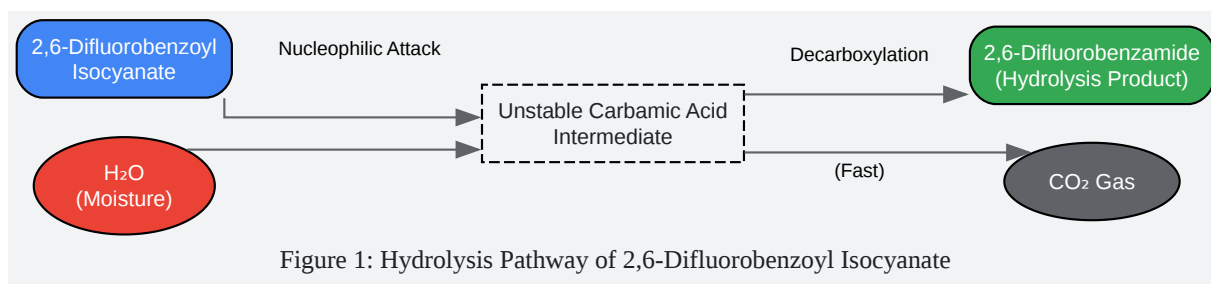 2,6-Difluorobenzoyl
Isocyanate
Nucleophilic Attack
Decarboxylation
2,6-Difluorobenzamide
(Hydrolysis Product)
Unstable Carbamic Acid
Intermediate
H₂O
(Moisture)
(Fast)
CO₂ Gas
Figure 1: Hydrolysis Pathway of 2,6-Difluorobenzoyl Isocyanate